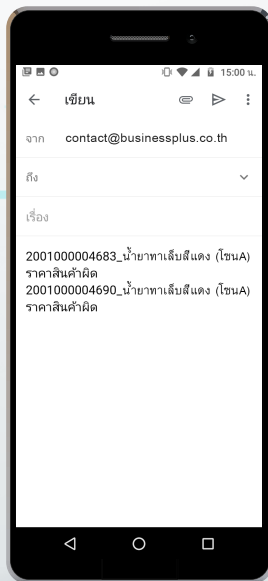 15:00 น.
เขียน
จาก contact@businessplus.co.th
ถึง
เรื่อง
2001000004683_น้ำยาทาเล็บสีแดง (โซนA)
ราคาสินค้าผิด
2001000004690_น้ำยาทาเล็บสีแดง (โซนA)
ราคาสินค้าผิด